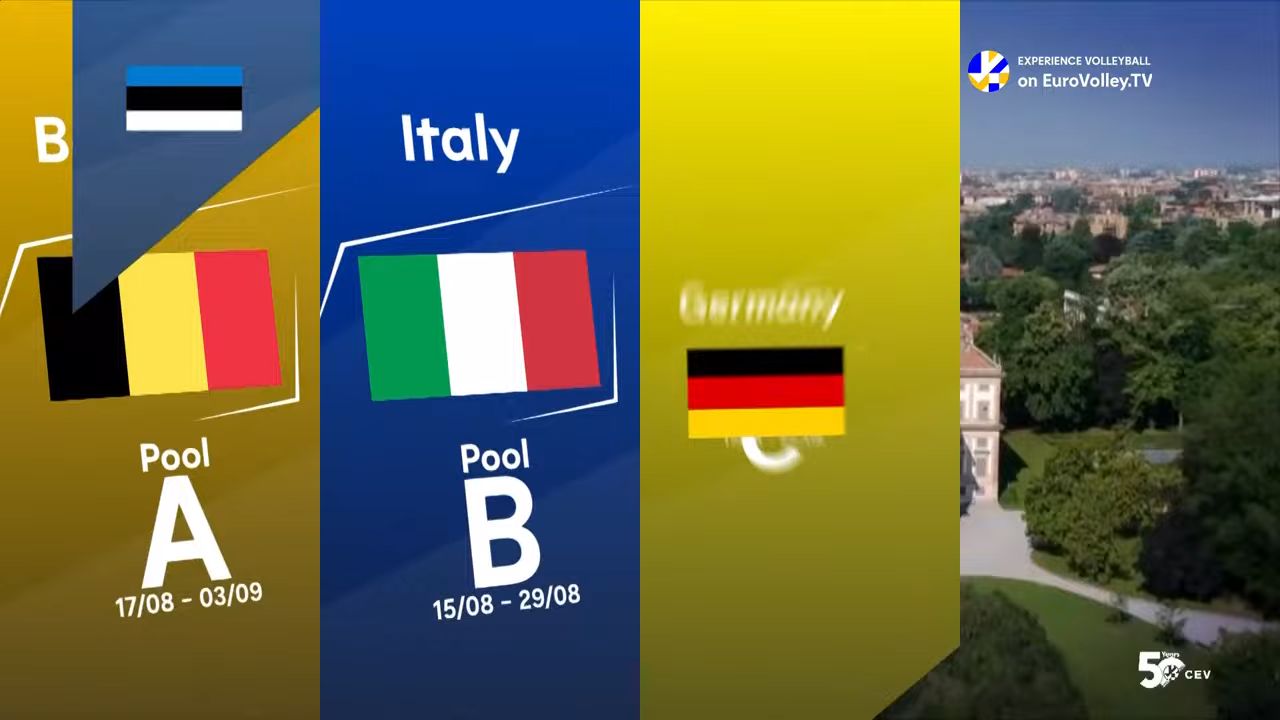 B
Pool
A
17/08 - 03/09
Italy
Pool
B
15/08 - 29/08
Germany
C
EXPERIENCE VOLLEYBALL
on EuroVolley.TV
50 Years
CEV